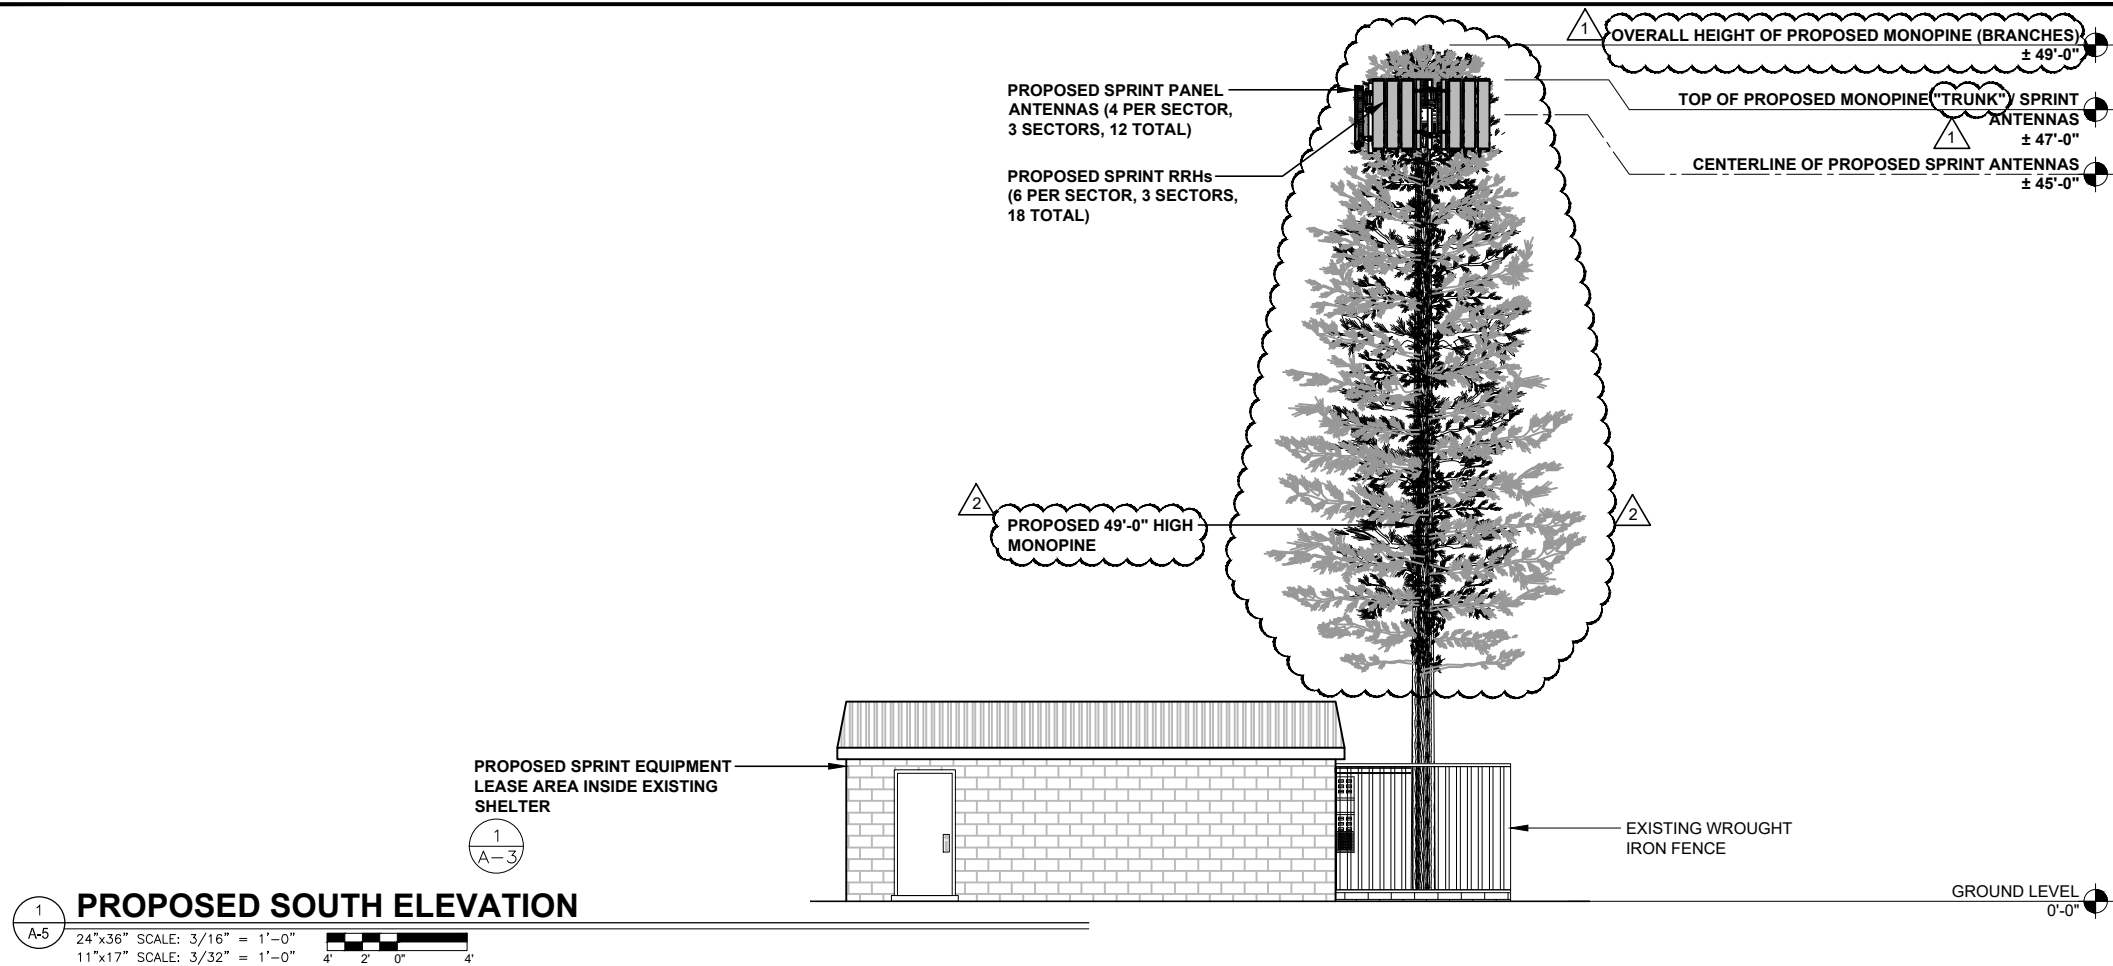 1
OVERALL HEIGHT OF PROPOSED MONOPINE (BRANCHES)
± 49'-0"
PROPOSED SPRINT PANEL
ANTENNAS (4 PER SECTOR,
3 SECTORS, 12 TOTAL)
TOP OF PROPOSED MONOPINE "TRUNK" / SPRINT
ANTENNAS
± 47'-0"
1
PROPOSED SPRINT RRHs
(6 PER SECTOR, 3 SECTORS,
18 TOTAL)
CENTERLINE OF PROPOSED SPRINT ANTENNAS
± 45'-0"
2
PROPOSED 49'-0" HIGH
MONOPINE
2
PROPOSED SPRINT EQUIPMENT
LEASE AREA INSIDE EXISTING
SHELTER
1
A-3
EXISTING WROUGHT
IRON FENCE
GROUND LEVEL
0'-0"
1
A-5
PROPOSED SOUTH ELEVATION
24"x36" SCALE: 3/16" = 1'-0"
11"x17" SCALE: 3/32" = 1'-0"
4' 2' 0" 4'